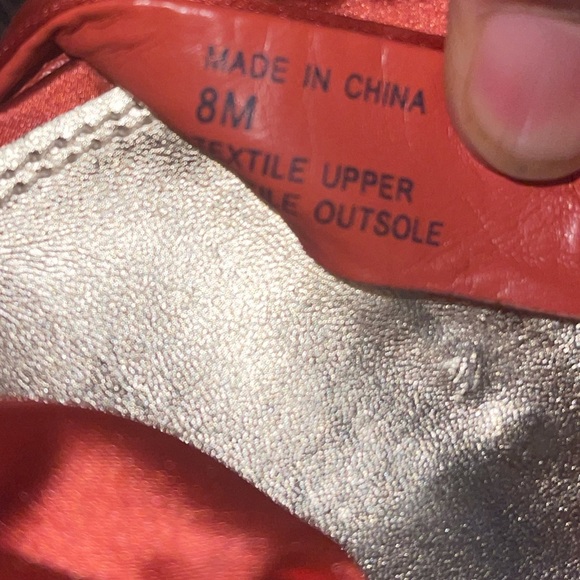 MADE IN CHINA
8M
TEXTILE UPPER
OUTSOLE